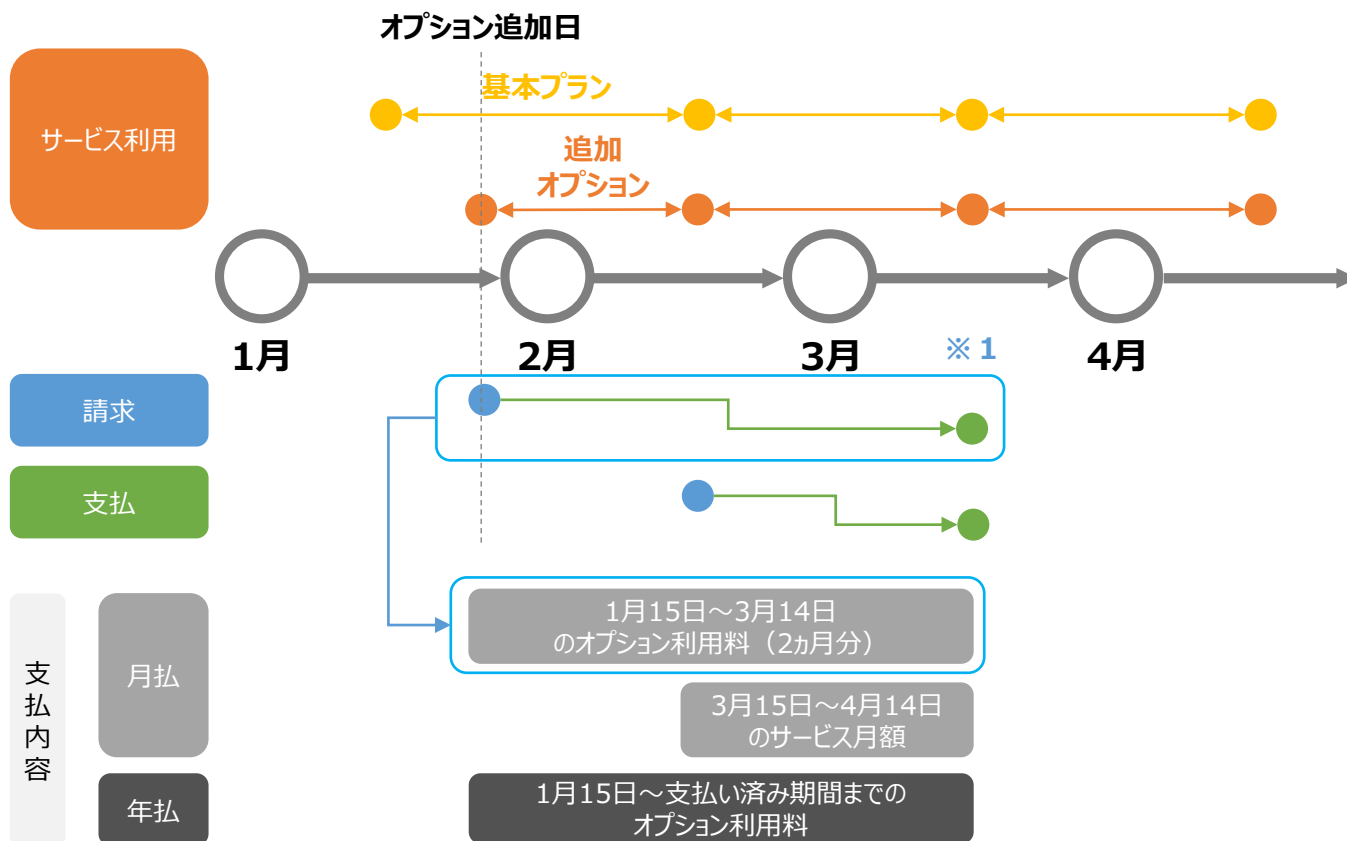 オプション追加日
サービス利用
基本プラン
追加
オプション
1月
2月
3月
4月
※1
請求
支払
支払内容
月払
1月15日～3月14日
のオプション利用料（2ヵ月分）
3月15日～4月14日
のサービス月額
年払
1月15日～支払い済み期間までの
オプション利用料